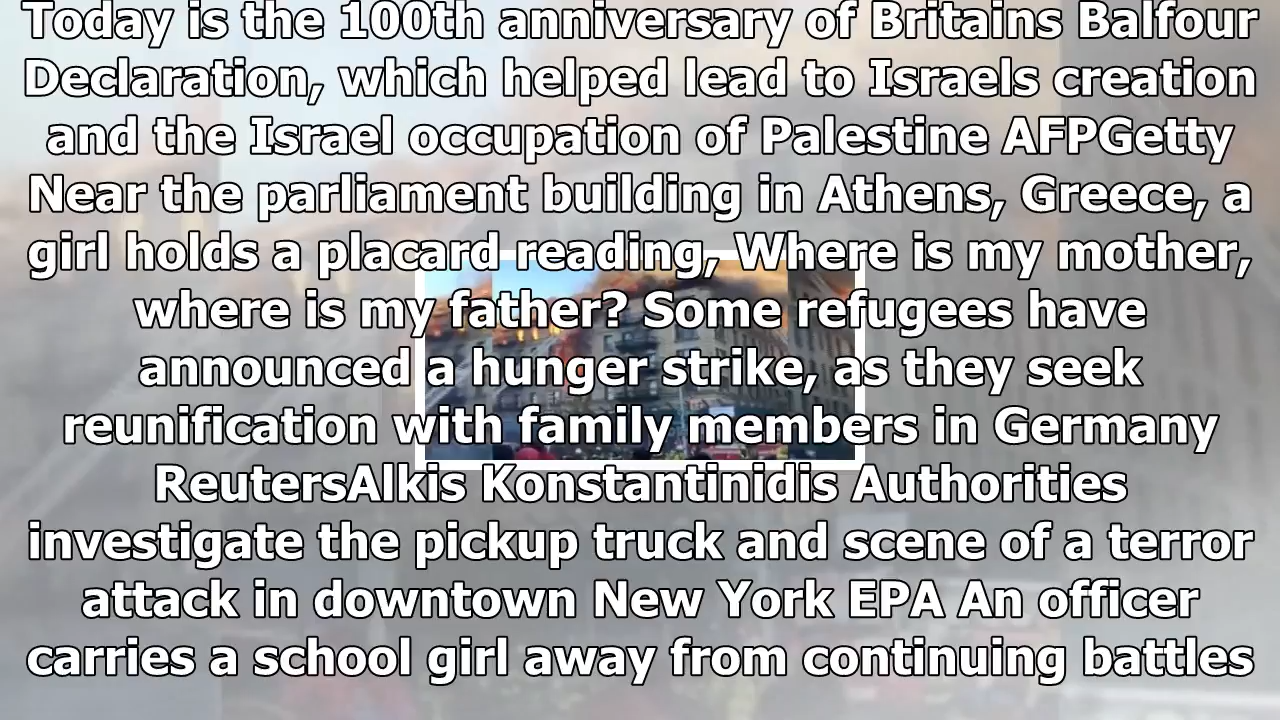 Today is the 100th anniversary of Britains Balfour
Declaration, which helped lead to Israels creation
and the Israel occupation of Palestine AFPGetty
Near the parliament building in Athens, Greece, a
girl holds a placard reading, Where is my mother,
where is my father? Some refugees have
announced a hunger strike, as they seek
reunification with family members in Germany
ReutersAlkis Konstantinidis Authorities
investigate the pickup truck and scene of a terror
attack in downtown New York EPA An officer
carries a school girl away from continuing battles